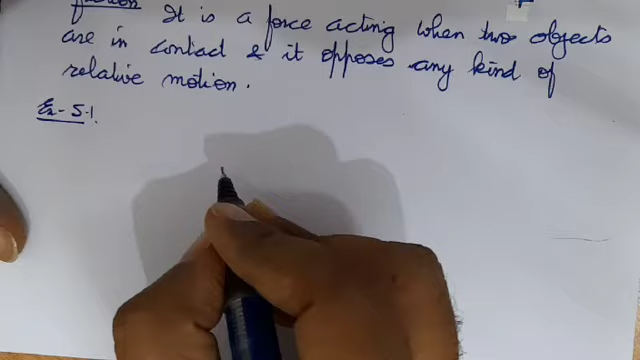 friction It is a force acting when two objects
are in contact & it opposes any kind of
relative motion.
Ex- 5.1.